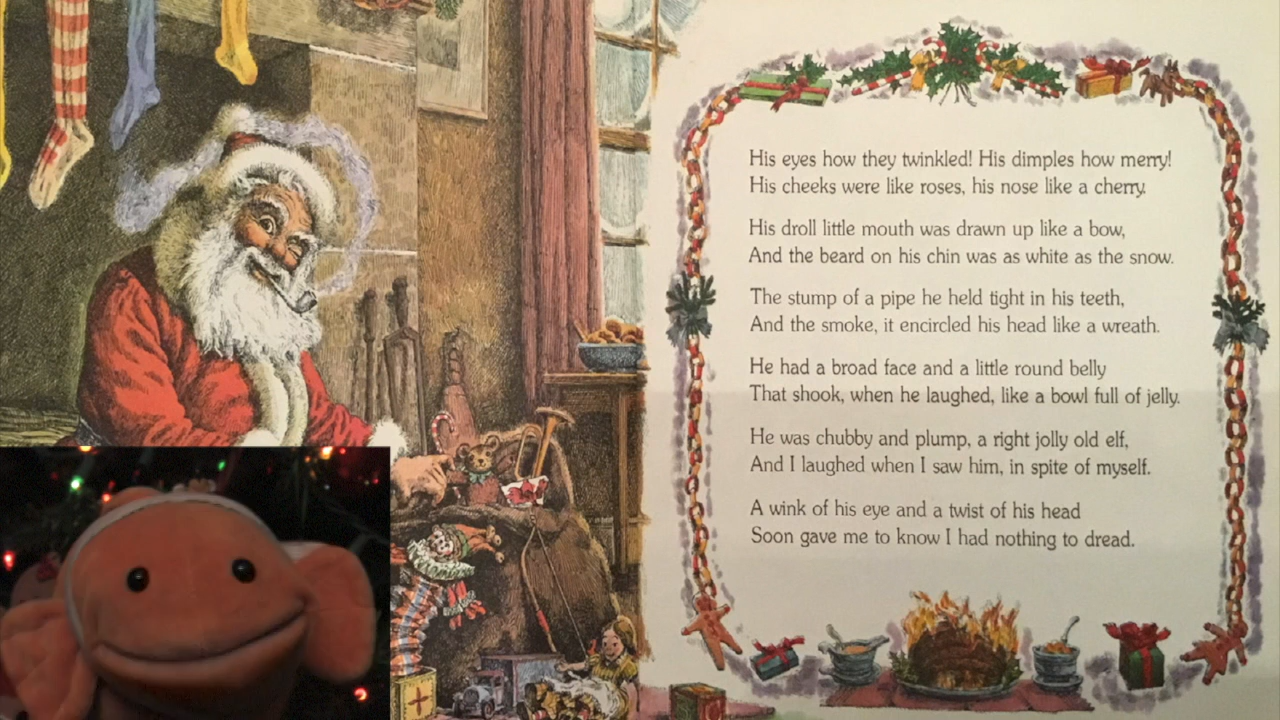 His eyes how they twinkled! His dimples how merry!
His cheeks were like roses, his nose like a cherry.
His droll little mouth was drawn up like a bow,
And the beard on his chin was as white as the snow.
The stump of a pipe he held tight in his teeth,
And the smoke, it encircled his head like a wreath.
He had a broad face and a little round belly
That shook, when he laughed, like a bowl full of jelly.
He was chubby and plump, a right jolly old elf,
And I laughed when I saw him, in spite of myself.
A wink of his eye and a twist of his head
Soon gave me to know I had nothing to dread.